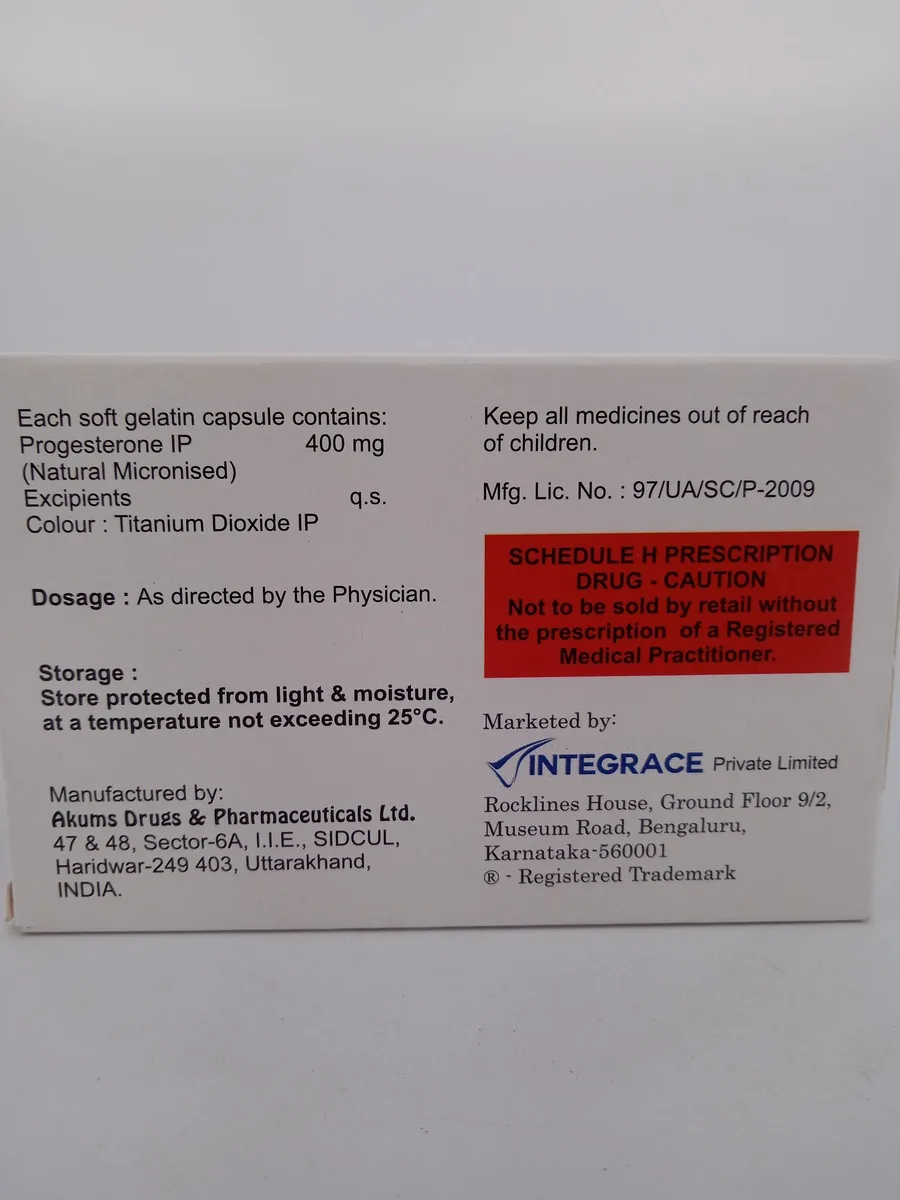 Each soft gelatin capsule contains:
Progesterone IP 400 mg
(Natural Micronised)
Excipients q.s.
Colour : Titanium Dioxide IP
Dosage : As directed by the Physician.
Storage :
Store protected from light & moisture,
at a temperature not exceeding 25°C.
Manufactured by:
Akums Drugs & Pharmaceuticals Ltd.
47 & 48, Sector-6A, I.I.E., SIDCUL,
Haridwar-249 403, Uttarakhand,
INDIA.
Keep all medicines out of reach
of children.
Mfg. Lic. No. : 97/UA/SC/P-2009
SCHEDULE H PRESCRIPTION
DRUG - CAUTION
Not to be sold by retail without
the prescription of a Registered
Medical Practitioner.
Marketed by:
INTEGRACE Private Limited
Rocklines House, Ground Floor 9/2,
Museum Road, Bengaluru,
Karnataka-560001
® - Registered Trademark